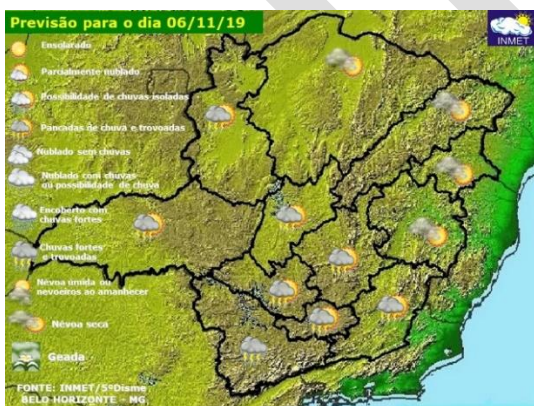 Previsão para o dia 06/11/19
INMET
Ensolarado
Parcialmente nublado
Possibilidade de chuvas isoladas
Pancadas de chuva e trovoadas
Nublado sem chuvas
Nublado com chuvas
ou possibilidade de chuva
Encoberto com
chuvas fortes
Chuvas fortes
e trovoadas
Névoa úmida ou
nevoeiros ao amanhecer
Névoa seca
Geada
FONTE: INMET/5ºDisme
BELO HORIZONTE - MG